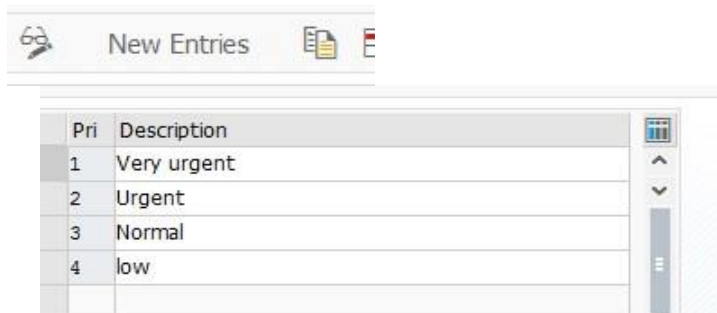 New Entries
Pri Description
1 Very urgent
2 Urgent
3 Normal
4 low